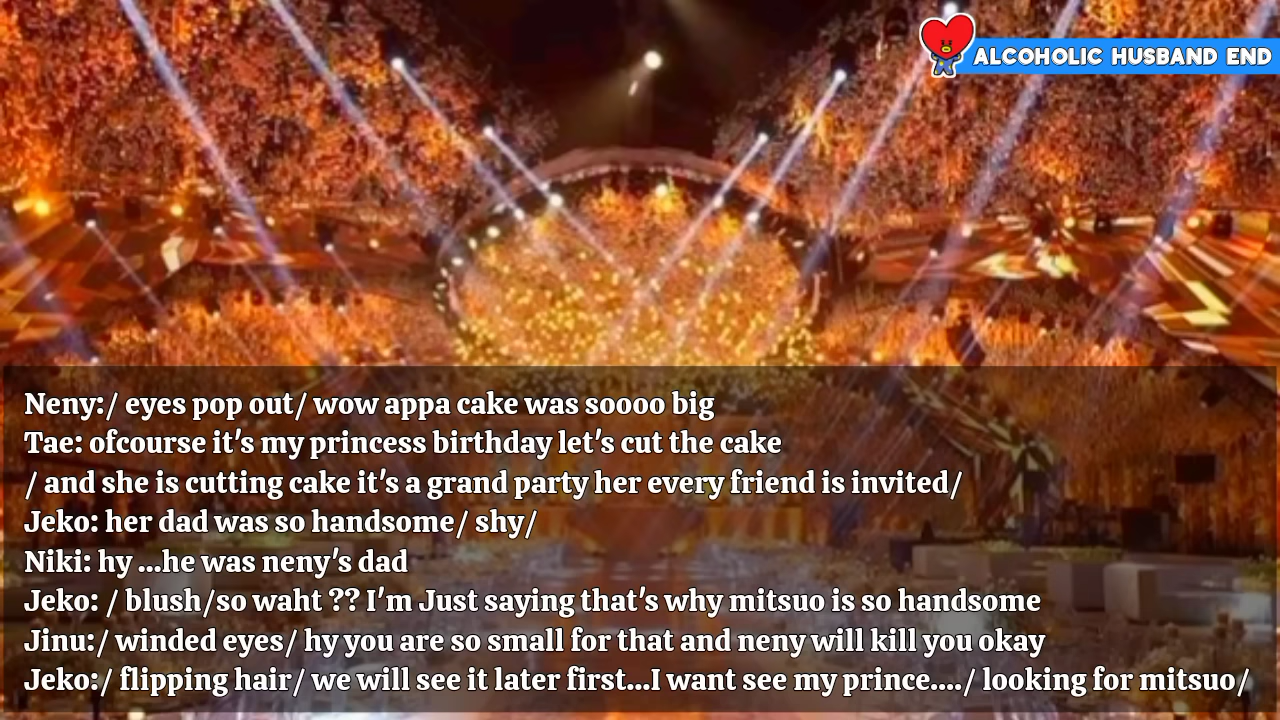 ALCOHOLIC HUSBAND END
Neny:/ eyes pop out/ wow appa cake was soooo big
Tae: ofcourse it's my princess birthday let's cut the cake
/ and she is cutting cake it's a grand party her every friend is invited/
Jeko: her dad was so handsome/ shy/
Niki: hy ...he was neny's dad
Jeko: / blush/so waht ?? I'm Just saying that's why mitsuo is so handsome
Jinu:/ winded eyes/ hy you are so small for that and neny will kill you okay
Jeko:/ flipping hair/ we will see it later first...I want see my prince..../ looking for mitsuo/